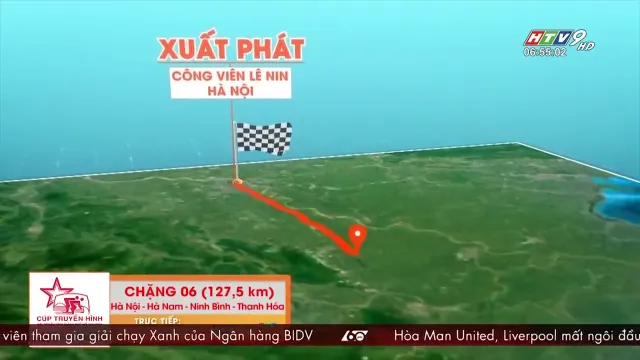 XUẤT PHÁT
CÔNG VIÊN LÊ NIN
HÀ NỘI
HTV9 HD
06:55:02
CHẶNG 06 (127,5 km)
Hà Nội - Hà Nam - Ninh Bình - Thanh Hóa
CÚP TRUYỀN HÌNH
TRỰC TIẾP:
viên tham gia giải chạy Xanh của Ngân hàng BIDV
60
Hòa Man United, Liverpool mất ngôi đầu